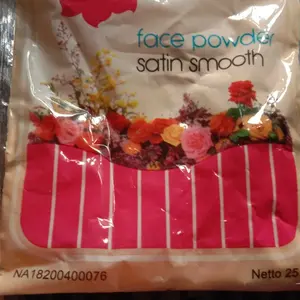 face powder
satin smooth
NA18200400076
Netto 25